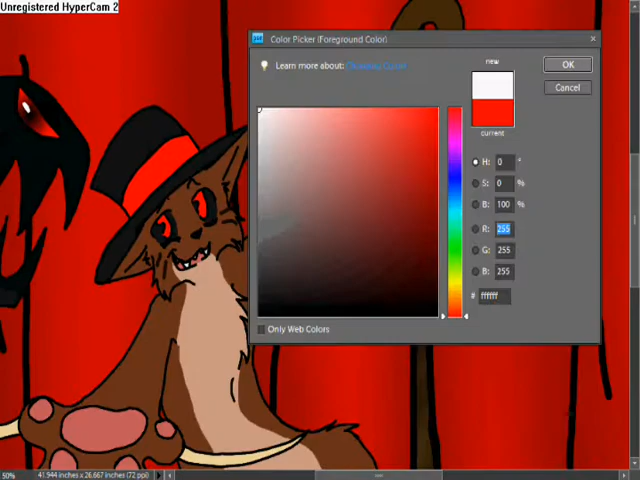 Unregistered HyperCam 2
Color Picker (Foreground Color)
Learn more about:
new
current
OK
Cancel
H: 0 °
S: 0 %
B: 100 %
R: 255
G: 255
B: 255
# ffffff
Only Web Colors
50% 41.944 inches x 26.667 inches (72 ppi)